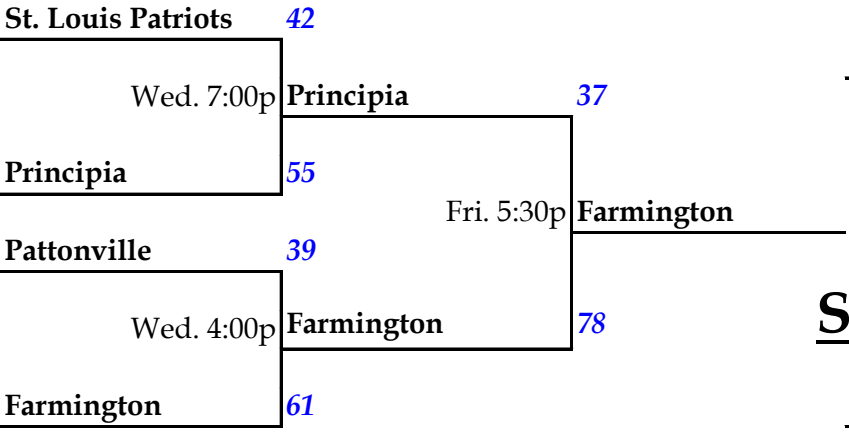 St. Louis Patriots 42
Wed. 7:00p Principia 37
Principia 55
Fri. 5:30p Farmington
Pattonville 39
Wed. 4:00p Farmington 78
S
Farmington 61